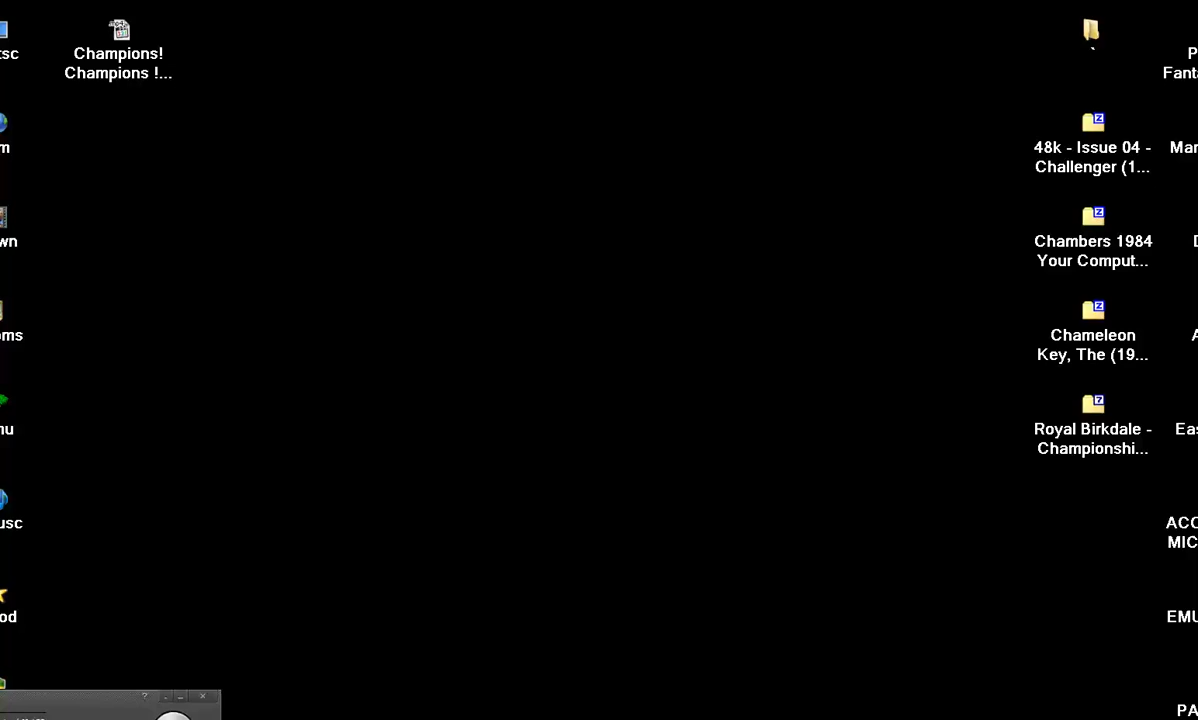 tsc
Champions!
Champions !...
m
wn
oms
nu
usc
od
48k - Issue 04 -
Challenger (1...
Chambers 1984
Your Comput...
Chameleon
Key, The (19...
Royal Birkdale -
Championshi...
P
Fanta
Mar
D
A
Eas
ACC
MIC
EMU
PA